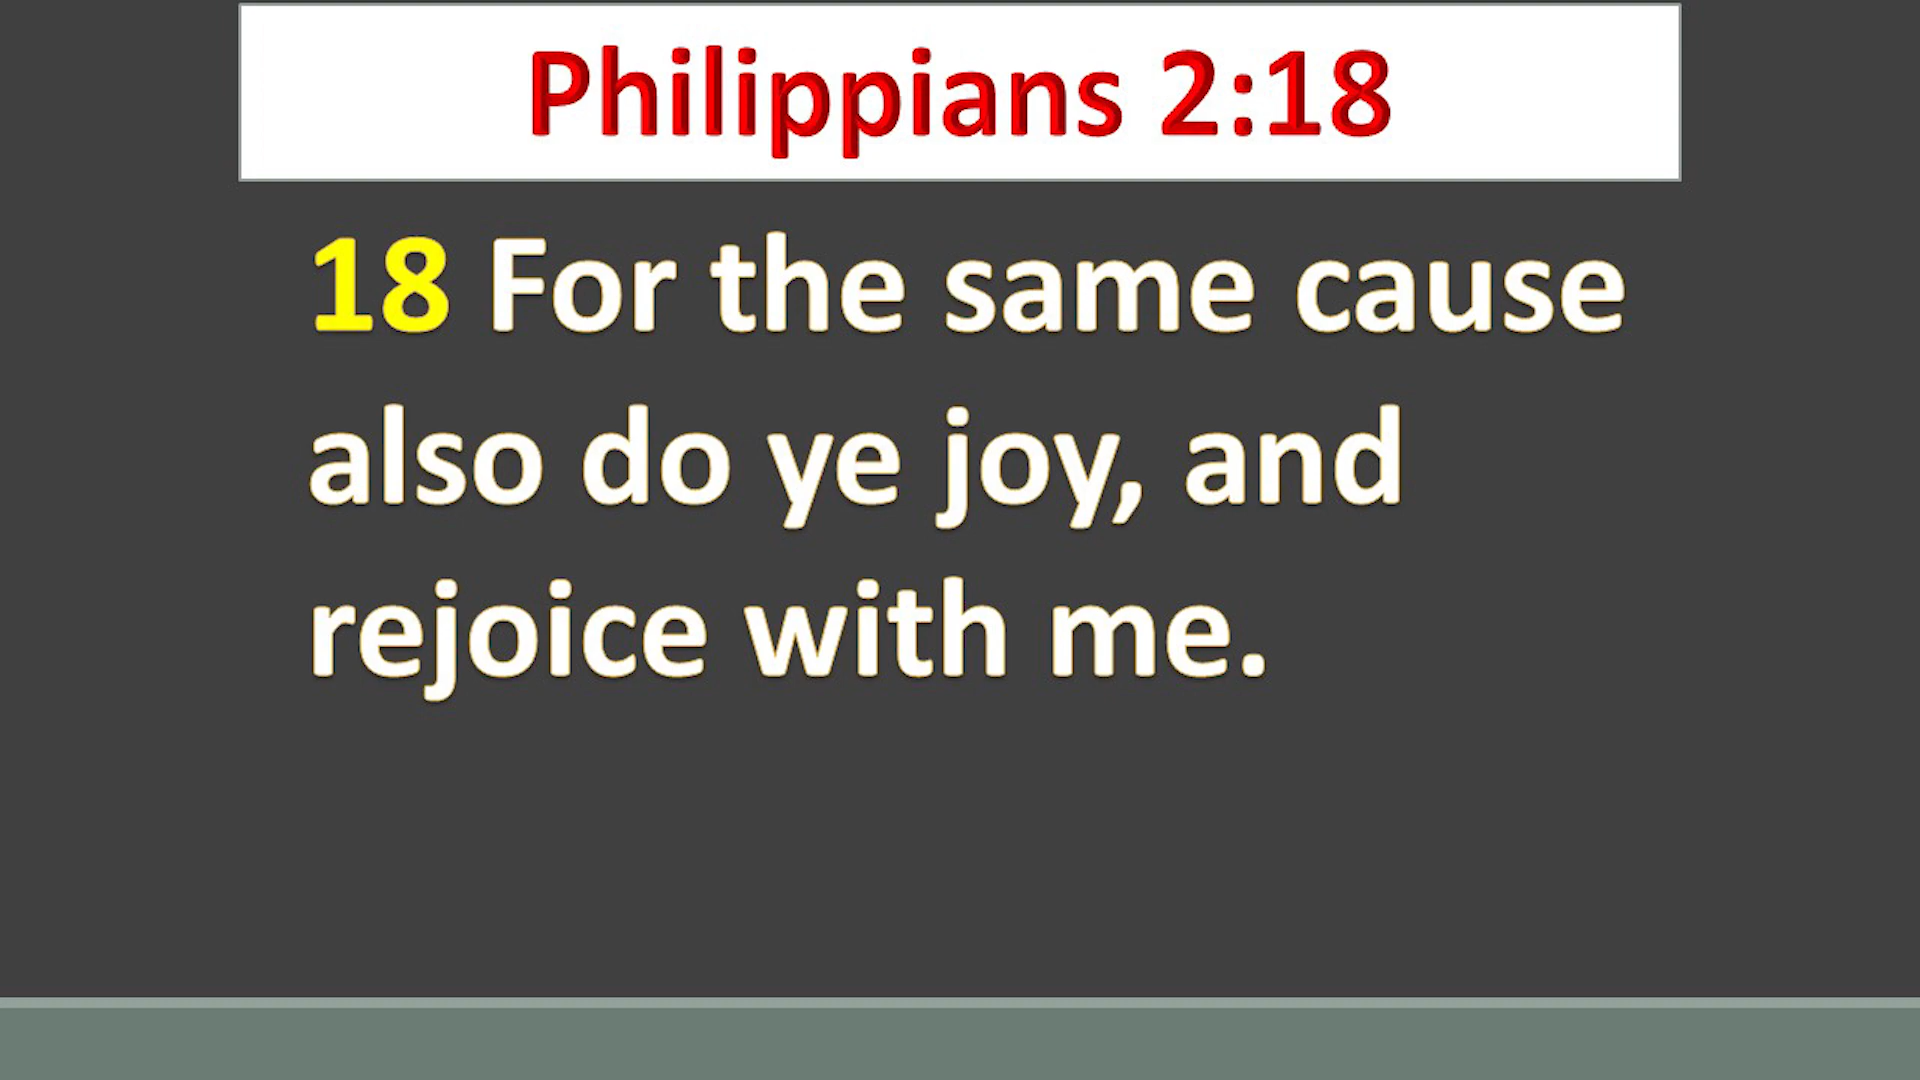 Philippians 2:18
18 For the same cause
also do ye joy, and
rejoice with me.